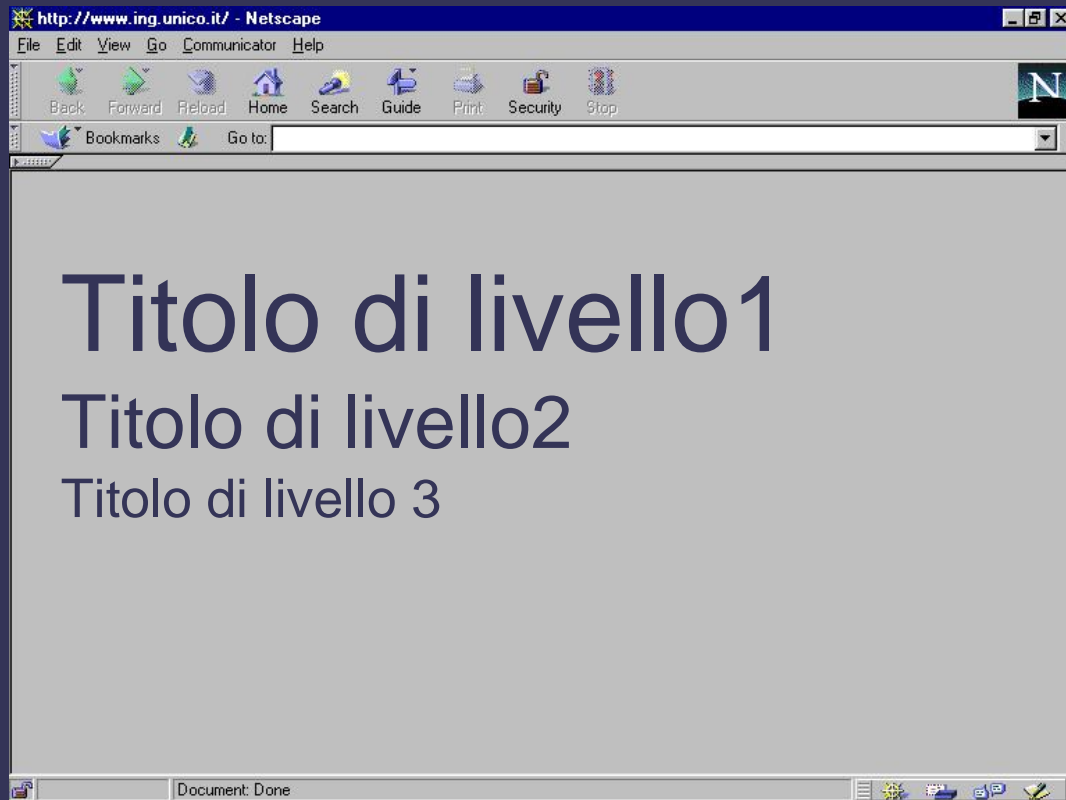 http://www.ing.unico.it/ - Netscape
File Edit View Go Communicator Help
Back Forward Reload Home Search Guide Print Security Stop
N
Bookmarks Go to:
Titolo di livello1
Titolo di livello2
Titolo di livello 3
Document: Done